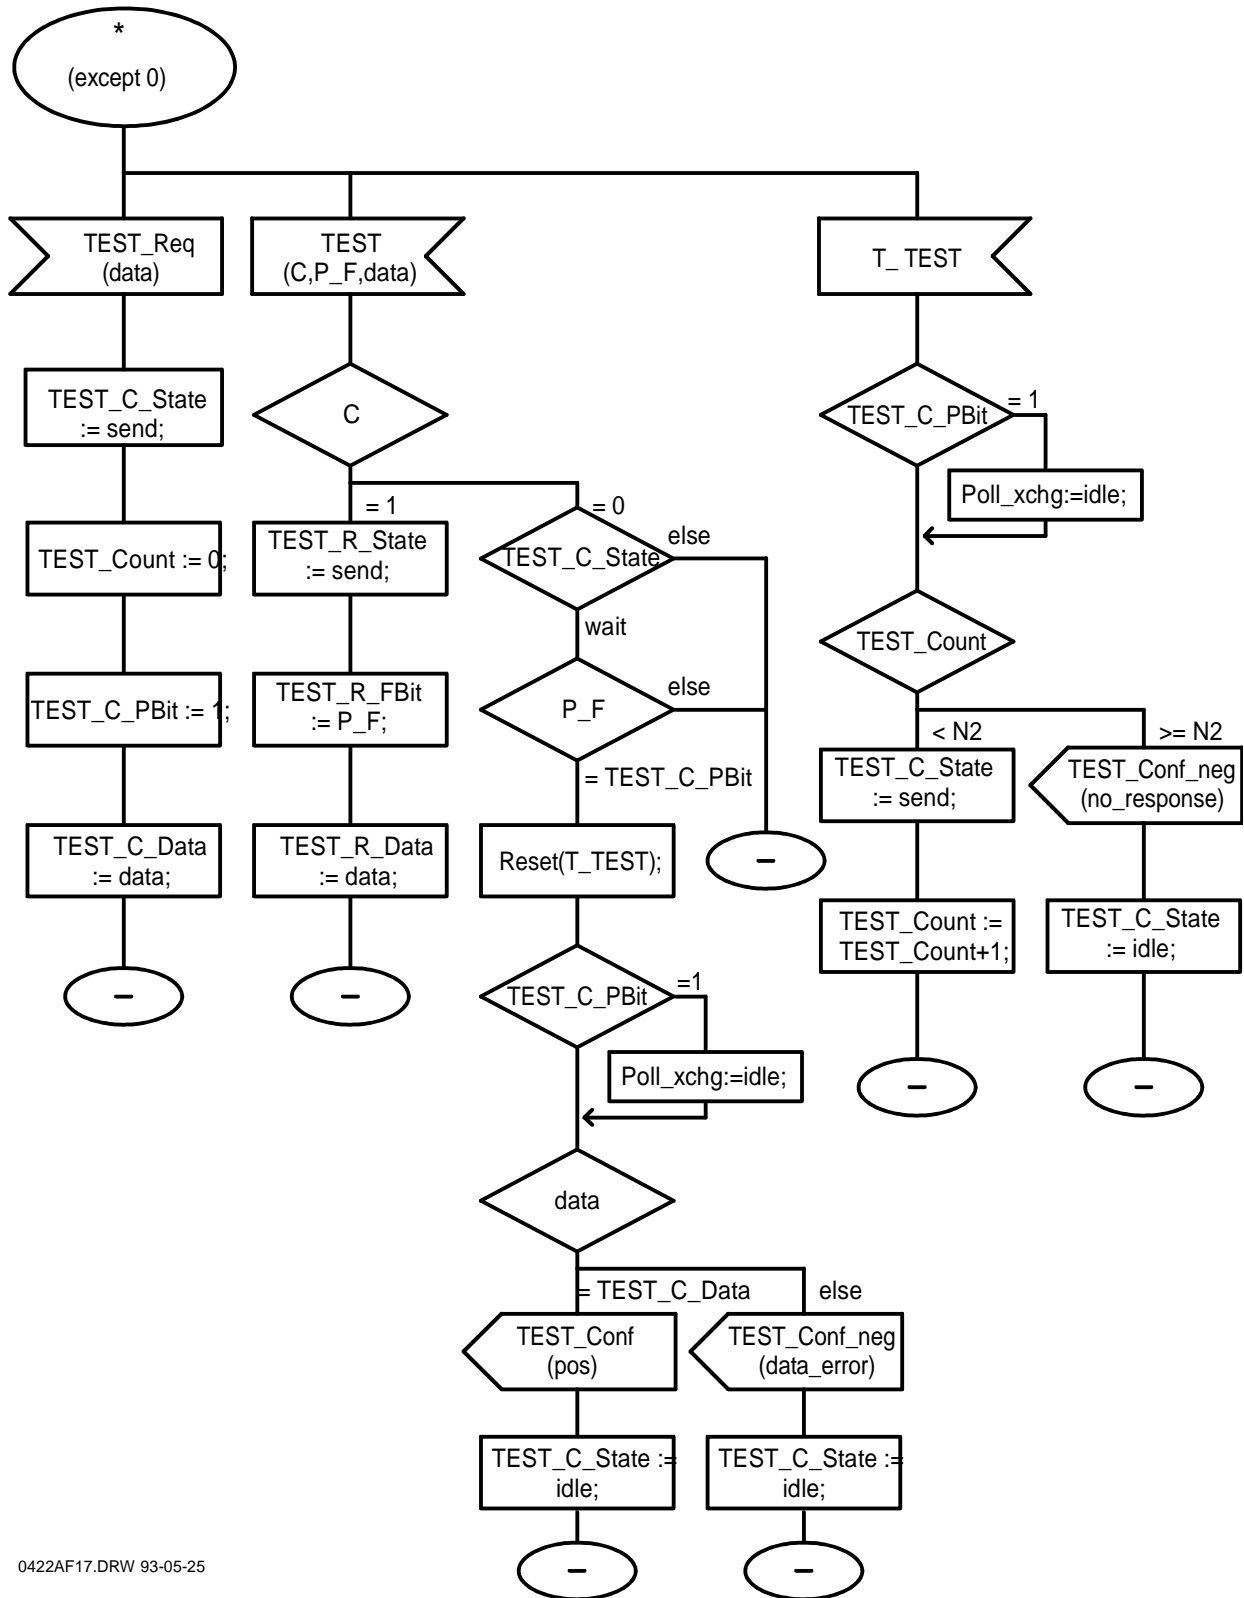 *
(except 0)
TEST_Req
(data)
TEST
(C,P_F,data)
T_ TEST
TEST_C_State
:= send;
C
TEST_C_PBit
= 1
Poll_xchg:=idle;
TEST_Count := 0;
= 1
TEST_R_State
:= send;
= 0
TEST_C_State
else
wait
TEST_Count
TEST_C_PBit := 1;
TEST_R_FBit
:= P_F;
P_F
else
= TEST_C_PBit
< N2
TEST_C_State
:= send;
>= N2
TEST_Conf_neg
(no_response)
TEST_C_Data
:= data;
TEST_R_Data
:= data;
Reset(T_TEST);
–
TEST_Count :=
TEST_Count+1;
TEST_C_State
:= idle;
–
–
TEST_C_PBit
=1
Poll_xchg:=idle;
–
–
data
= TEST_C_Data
else
TEST_Conf
(pos)
TEST_Conf_neg
(data_error)
TEST_C_State :=
idle;
TEST_C_State :=
idle;
–
–
0422AF17.DRW 93-05-25